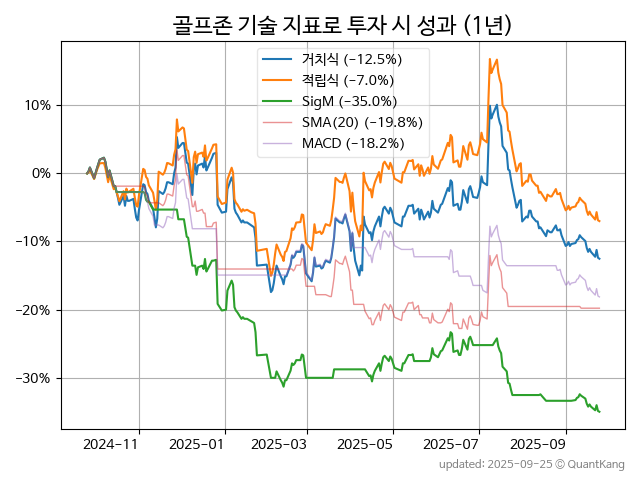 골프존 기술 지표로 투자 시 성과 (1년)
거치식 (−12.5%)
적립식 (−7.0%)
SigM (−35.0%)
SMA(20) (−19.8%)
MACD (−18.2%)
10%
0%
−10%
−20%
−30%
2024-11 2025-01 2025-03 2025-05 2025-07 2025-09
updated: 2025-09-25 © QuantKang